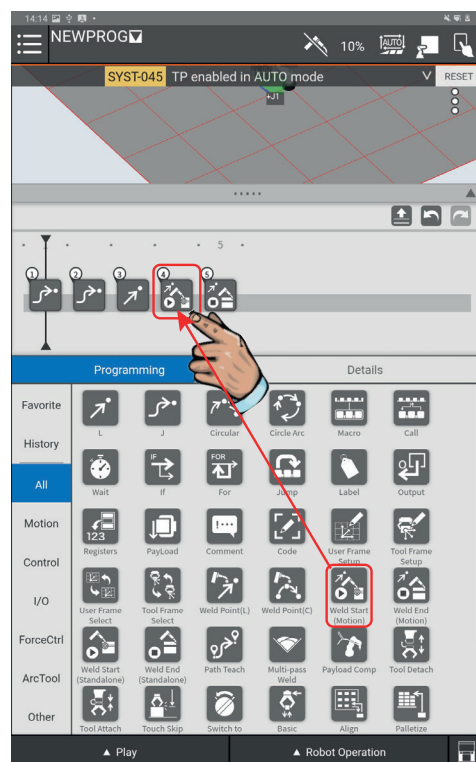 14:14
NEWPROG
10%
AUTO
SYST-045 TP enabled in AUTO mode
RESET
+J1
5
1 2 3 4 5
Programming
Details
Favorite
History
All
Motion
Control
I/O
ForceCtrl
ArcTool
Other
L
J
Circular
Circle Arc
Macro
Call
Wait
IF
If
FOR
For
Jump
Label
Output
123
Registers
PayLoad
Comment
Code
User Frame
Setup
Tool Frame
Setup
User Frame
Select
Tool Frame
Select
Weld Point(L)
Weld Point(C)
Weld Start
(Motion)
Weld End
(Motion)
Weld Start
(Standalone)
Weld End
(Standalone)
Path Teach
Multi-pass
Weld
Payload Comp
Tool Detach
Tool Attach
Touch Skip
Switch to
Basic
Align
Palletize
Play
Robot Operation